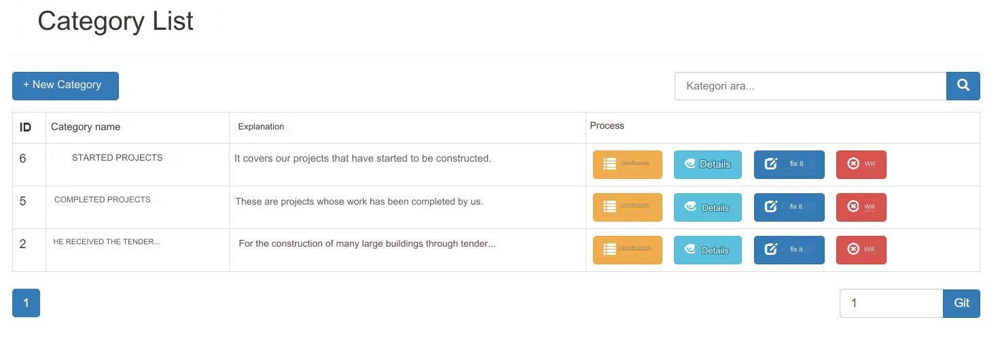 Category List
+ New Category
Kategori ara...
ID Category name Explanation Process
6 STARTED PROJECTS It covers our projects that have started to be constructed. Advertisements Details fix it Will
5 COMPLETED PROJECTS These are projects whose work has been completed by us. Advertisements Details fix it Will
2 HE RECEIVED THE TENDER... For the construction of many large buildings through tender... Advertisements Details fix it Will
1 1 Git